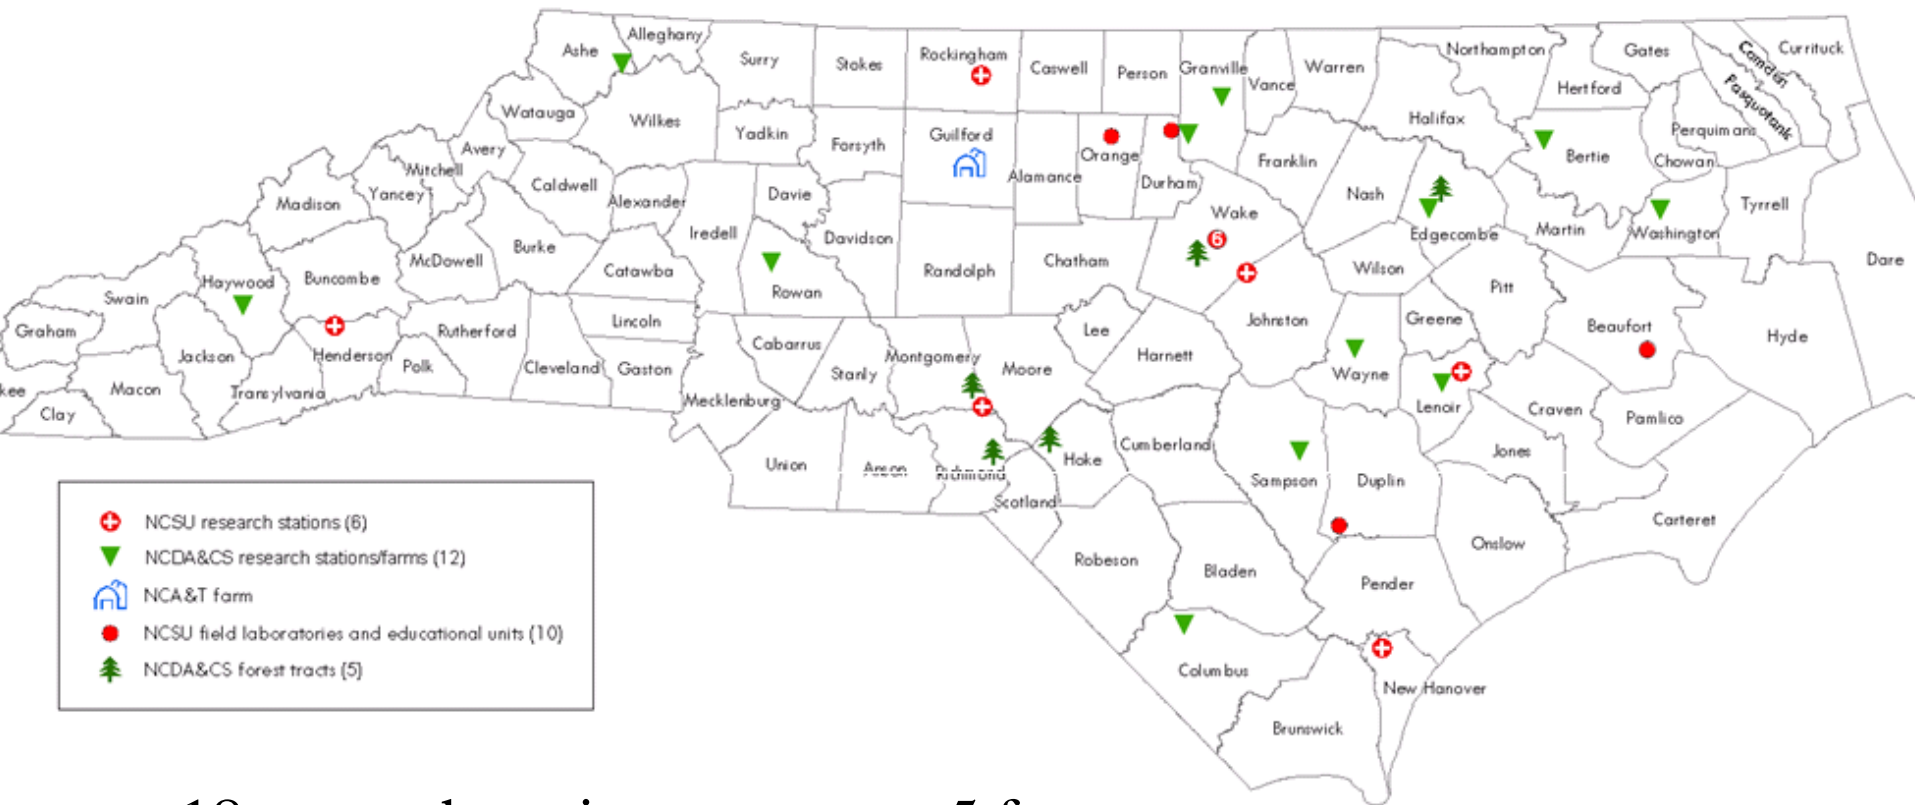 Alleghany
Ashe
Surry
Stokes
Rockingham
Caswell
Person
Granville
Vance
Warren
Northampton
Gates
Camden
Currituck
Hertford
Pasquotank
Watauga
Wilkes
Yadkin
Forsyth
Guilford
Alamance
Orange
Durham
Franklin
Halifax
Bertie
Perquimans
Chowan
Avery
Mitchell
Yancey
Madison
Caldwell
Alexander
Davie
Iredell
Davidson
Randolph
Chatham
Wake
6
Nash
Edgecombe
Martin
Washington
Tyrrell
Dare
Haywood
Buncombe
McDowell
Burke
Catawba
Rowan
Wilson
Pitt
Swain
Graham
Jackson
Henderson
Rutherford
Polk
Lincoln
Cleveland
Gaston
Cabarrus
Stanly
Montgomery
Moore
Lee
Harnett
Johnston
Greene
Wayne
Lenoir
Beaufort
Hyde
kee
Clay
Macon
Transylvania
Mecklenburg
Craven
Pamlico
Union
Anson
Richmond
Hoke
Scotland
Cumberland
Sampson
Duplin
Jones
Carteret
Onslow
Robeson
Bladen
Pender
Columbus
New Hanover
Brunswick
NCSU research stations (6)
NCDA&CS research stations/farms (12)
NCA&T farm
NCSU field laboratories and educational units (10)
NCDA&CS forest tracts (5)